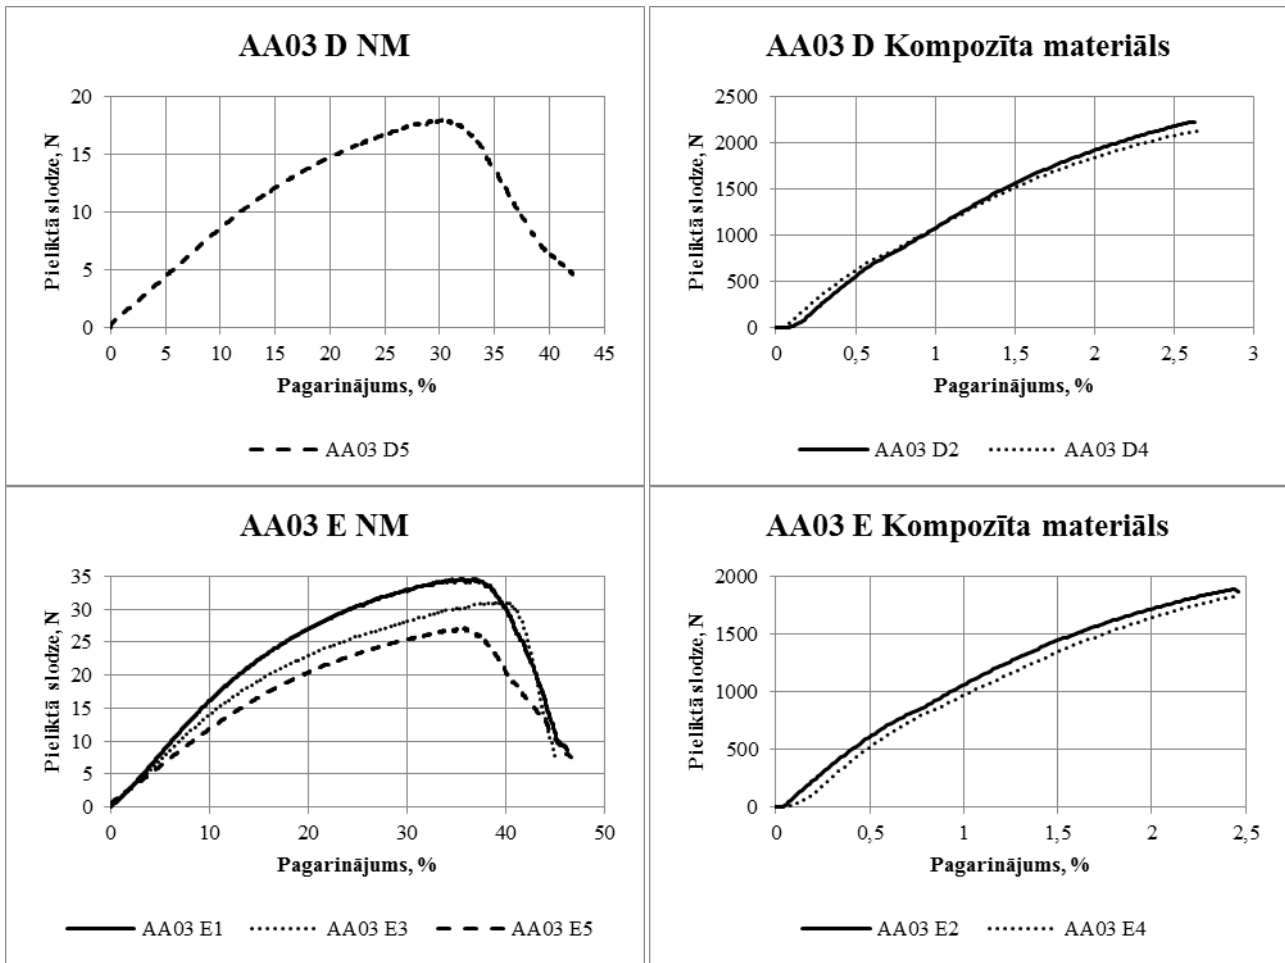 AA03 D NM
20
15
10
5
0
Pieliktā slodze, N
0 5 10 15 20 25 30 35 40 45
Pagarinājums, %
AA03 D5
AA03 D Kompozīta materiāls
2500
2000
1500
1000
500
0
Pieliktā slodze, N
0 0,5 1 1,5 2 2,5 3
Pagarinājums, %
AA03 D2 AA03 D4
AA03 E NM
35
30
25
20
15
10
5
0
Pieliktā slodze, N
0 10 20 30 40 50
Pagarinājums, %
AA03 E1 AA03 E3 AA03 E5
AA03 E Kompozīta materiāls
2000
1500
1000
500
0
Pieliktā slodze, N
0 0,5 1 1,5 2 2,5
Pagarinājums, %
AA03 E2 AA03 E4